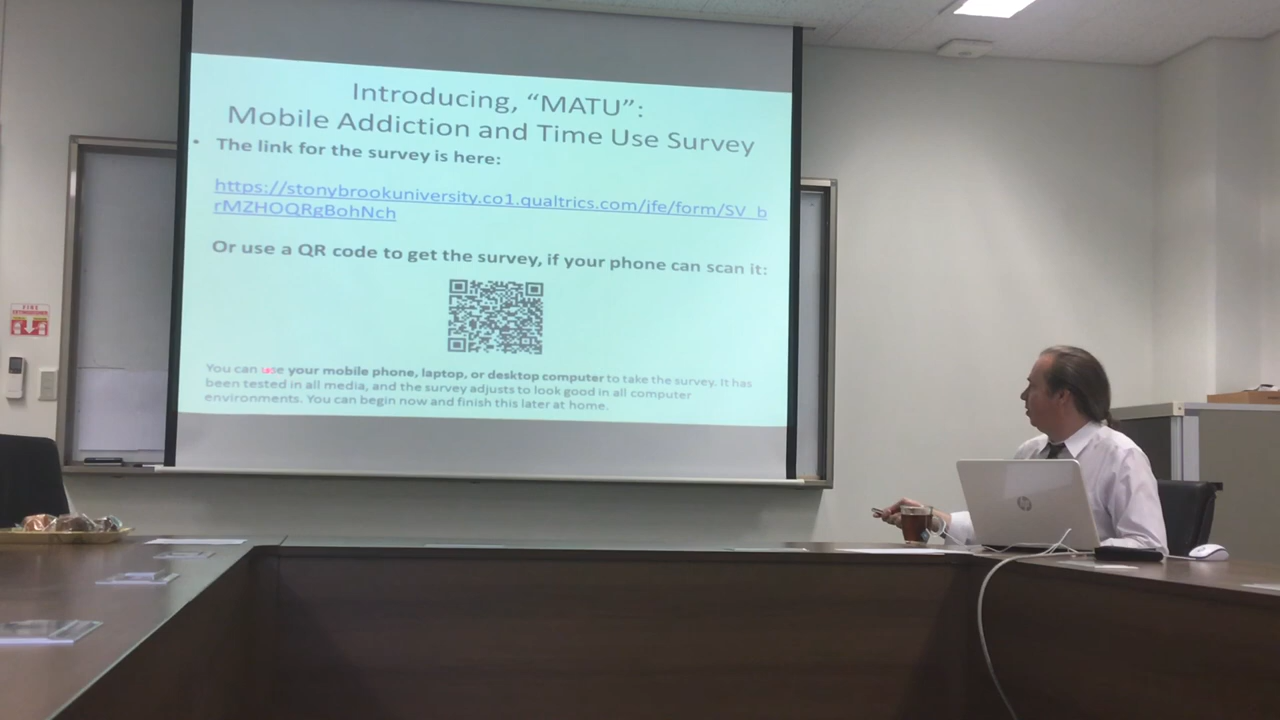 Introducing, “MATU”:
Mobile Addiction and Time Use Survey
• The link for the survey is here:
https://stonybrookuniversity.co1.qualtrics.com/jfe/form/SV_b
rMZHOQRgBohNch
Or use a QR code to get the survey, if your phone can scan it:
You can use your mobile phone, laptop, or desktop computer to take the survey. It has
been tested in all media, and the survey adjusts to look good in all computer
environments. You can begin now and finish this later at home.
FIRE
EXTINGUISHER
hp